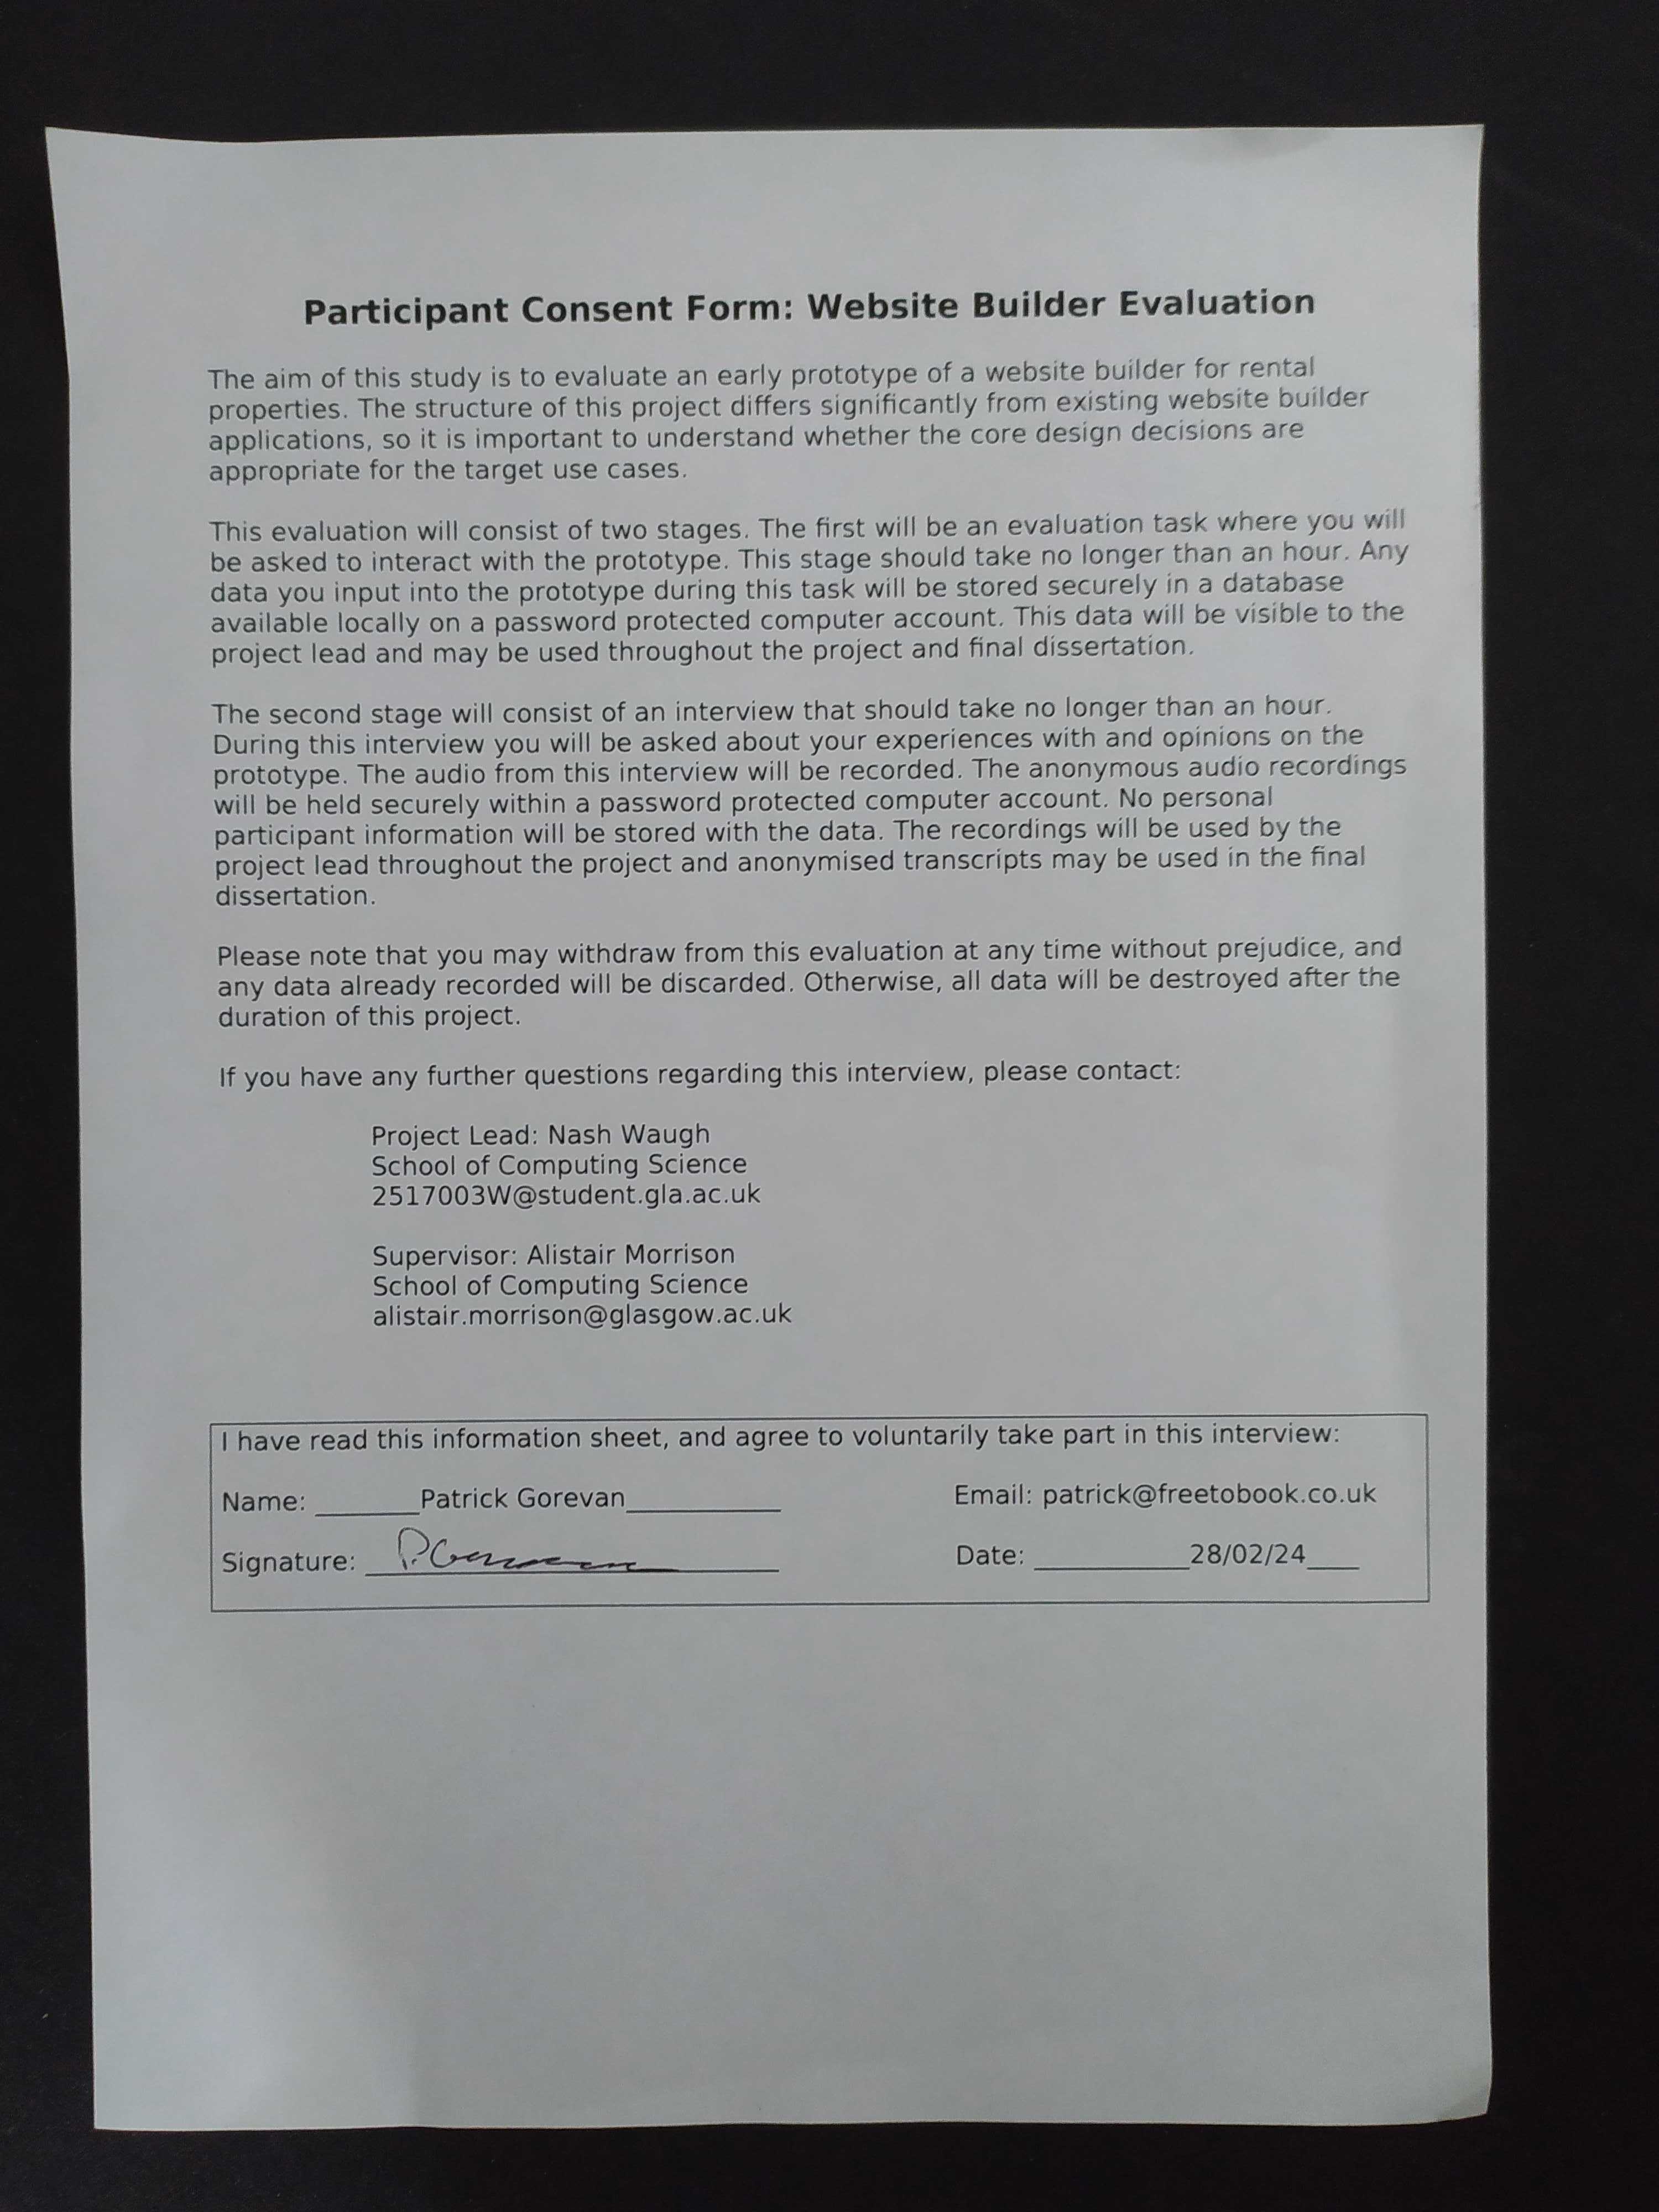 Participant Consent Form: Website Builder Evaluation
The aim of this study is to evaluate an early prototype of a website builder for rental
properties. The structure of this project differs significantly from existing website builder
applications, so it is important to understand whether the core design decisions are
appropriate for the target use cases.
This evaluation will consist of two stages. The first will be an evaluation task where you will
be asked to interact with the prototype. This stage should take no longer than an hour. Any
data you input into the prototype during this task will be stored securely in a database
available locally on a password protected computer account. This data will be visible to the
project lead and may be used throughout the project and final dissertation.
The second stage will consist of an interview that should take no longer than an hour.
During this interview you will be asked about your experiences with and opinions on the
prototype. The audio from this interview will be recorded. The anonymous audio recordings
will be held securely within a password protected computer account. No personal
participant information will be stored with the data. The recordings will be used by the
project lead throughout the project and anonymised transcripts may be used in the final
dissertation.
Please note that you may withdraw from this evaluation at any time without prejudice, and
any data already recorded will be discarded. Otherwise, all data will be destroyed after the
duration of this project.
If you have any further questions regarding this interview, please contact:
Project Lead: Nash Waugh
School of Computing Science
2517003W@student.gla.ac.uk
Supervisor: Alistair Morrison
School of Computing Science
alistair.morrison@glasgow.ac.uk
I have read this information sheet, and agree to voluntarily take part in this interview:
Name: Patrick Gorevan Email: patrick@freetobook.co.uk
Signature: Date: 28/02/24